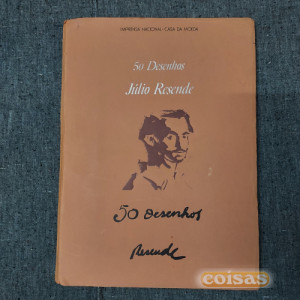 IMPRENSA NACIONAL - CASA DA MOEDA
50 Desenhos
Júlio Resende
50 Desenhos
Resende
coisas